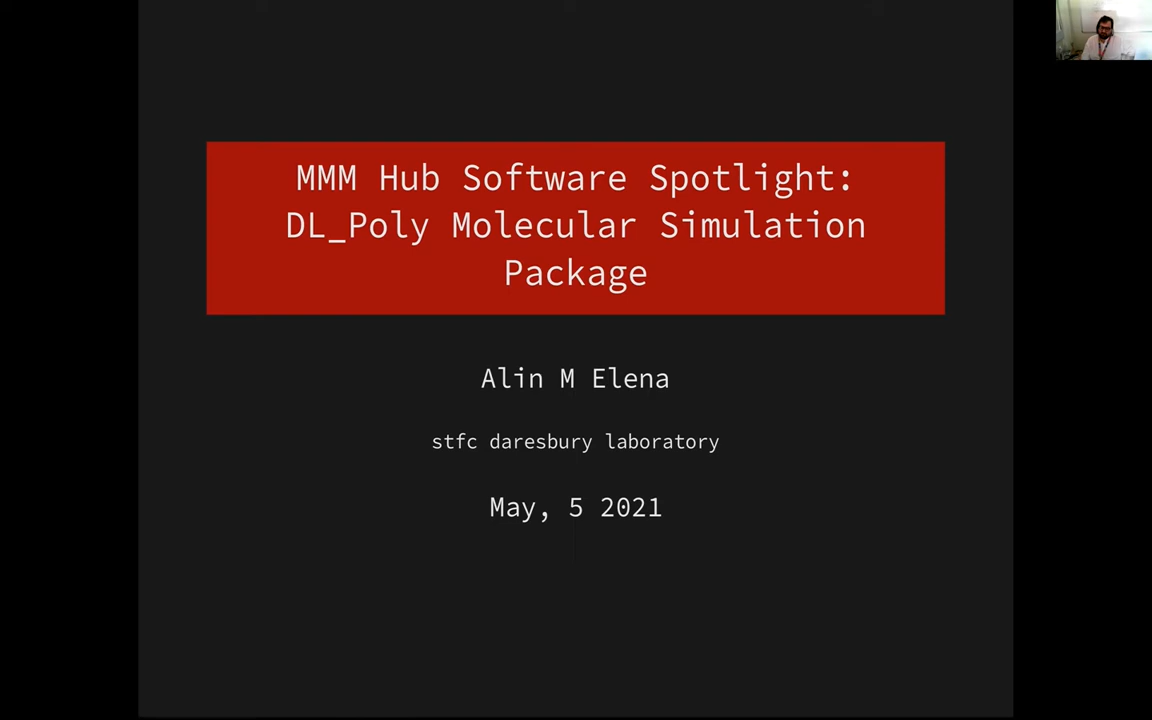 MMM Hub Software Spotlight:
DL_Poly Molecular Simulation
Package
Alin M Elena
stfc daresbury laboratory
May, 5 2021